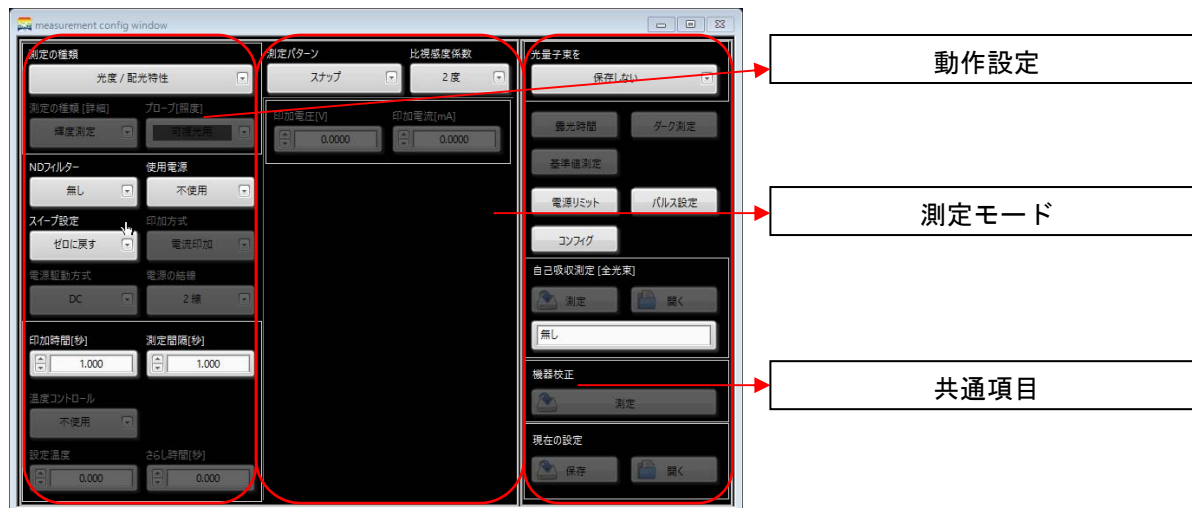 measurement config window
測定の種類
光度 / 配光特性
測定の種類 [詳細] プローブ[照度]
輝度測定 可視光用
NDフィルター 使用電源
無し 不使用
スイープ設定 印加方式
ゼロに戻す 電流印加
電源駆動方式 電源の結線
DC 2線
印加時間[秒] 測定間隔[秒]
1.000 1.000
温度コントロール
不使用
設定温度 さらし時間[秒]
0.000 0.000
測定パターン 比視感度係数
スナップ 2度
印加電圧[V] 印加電流[mA]
0.0000 0.0000
光量子束を
保存しない
露光時間 ダーク測定
基準値測定
電源リミット パルス設定
コンフィグ
自己吸収測定 [全光束]
測定 開く
無し
機器校正
測定
現在の設定
保存 開く
動作設定
測定モード
共通項目